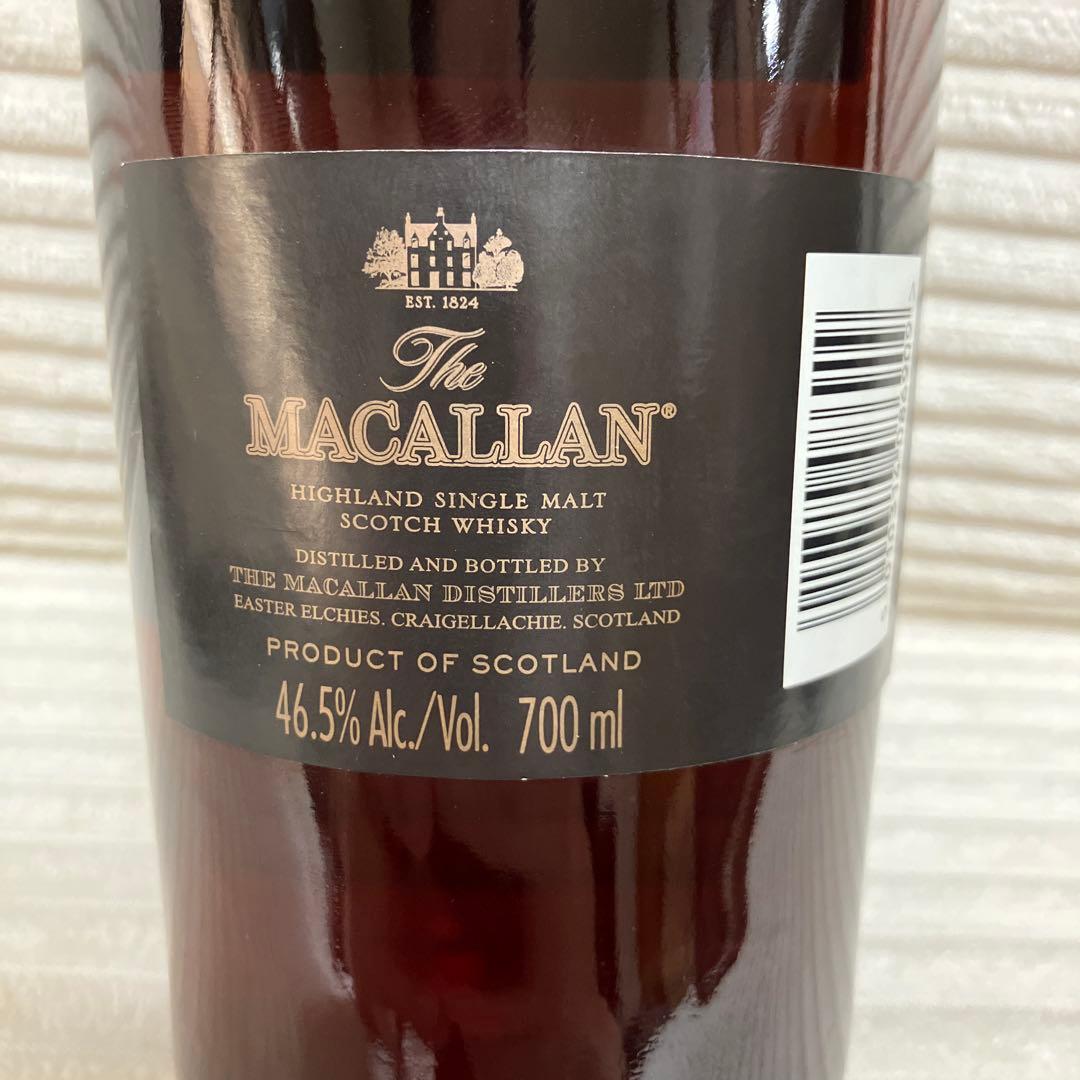 EST. 1824
The
MACALLAN®
HIGHLAND SINGLE MALT
SCOTCH WHISKY
DISTILLED AND BOTTLED BY
THE MACALLAN DISTILLERS LTD
EASTER ELCHIES. CRAIGELLACHIE. SCOTLAND
PRODUCT OF SCOTLAND
46.5% Alc./Vol. 700 ml